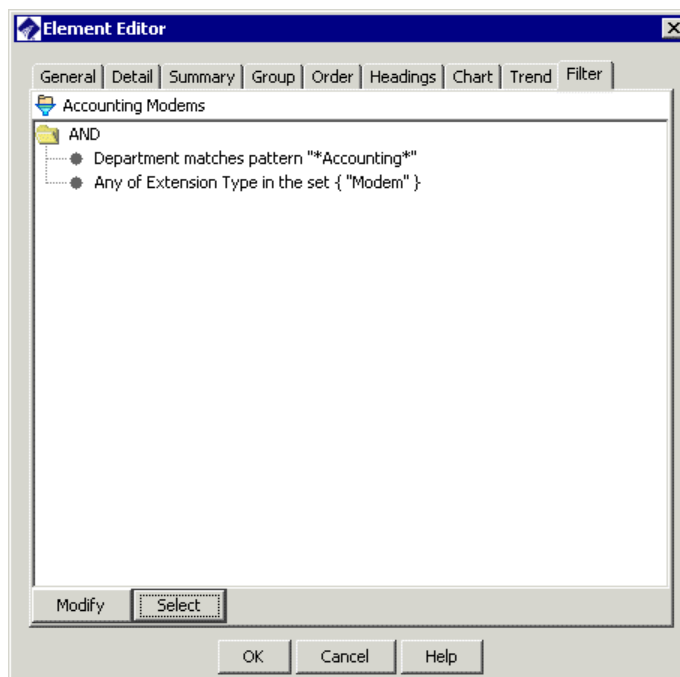 Element Editor
General Detail Summary Group Order Headings Chart Trend Filter
Accounting Modems
AND
Department matches pattern "*Accounting*"
Any of Extension Type in the set { "Modem" }
Modify Select
OK Cancel Help